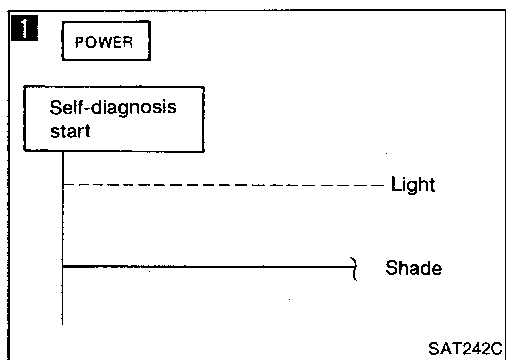 1
POWER
Self-diagnosis
start
Light
Shade
SAT242C